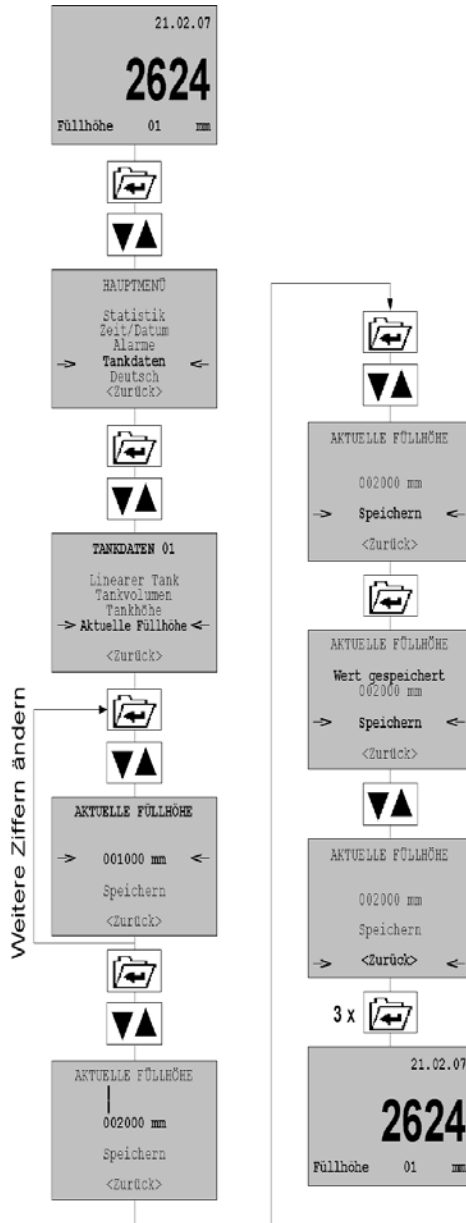 21.02.07
2624
Füllhöhe 01 mm
HAUPTMENÜ
Statistik
Zeit/Datum
Alarme
-> Tankdaten <-
Deutsch
<Zurück>
TANKDATEN 01
Linearer Tank
Tankvolumen
Tankhöhe
-> Aktuelle Füllhöhe <-
<Zurück>
Weitere Ziffern ändern
AKTUELLE FÜLLHÖHE
-> 001000 mm <-
Speichern
<Zurück>
AKTUELLE FÜLLHÖHE
002000 mm
Speichern
<Zurück>
AKTUELLE FÜLLHÖHE
002000 mm
-> Speichern <-
<Zurück>
AKTUELLE FÜLLHÖHE
Wert gespeichert
002000 mm
-> Speichern <-
<Zurück>
AKTUELLE FÜLLHÖHE
002000 mm
Speichern
-> <Zurück> <-
3 x
21.02.07
2624
Füllhöhe 01 mm